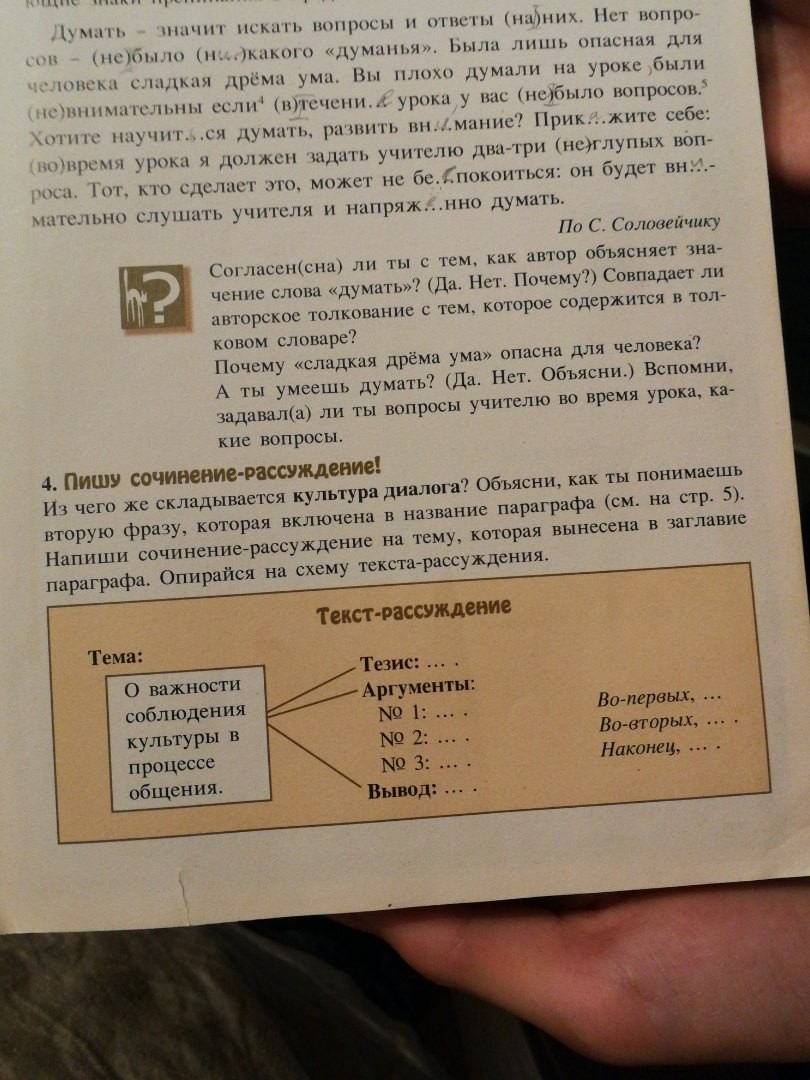 Думать – значит искать вопросы и ответы (на)них. Нет вопро-
сов – (не)было (н...)какого «думанья». Была лишь опасная для
человека сладкая дрёма ума. Вы плохо думали на уроке, были
(не)внимательны если⁴ (в)течени... урока у вас (не)было вопросов.⁵
Хотите научит...ся думать, развить вн...мание? Прик...жите себе:
(во)время урока я должен задать учителю два-три (не)глупых воп-
роса. Тот, кто сделает это, может не бе...покоиться: он будет вн...-
мательно слушать учителя и напряж...нно думать.
По С. Соловейчику
?
Согласен(сна) ли ты с тем, как автор объясняет зна-
чение слова «думать»? (Да. Нет. Почему?) Совпадает ли
авторское толкование с тем, которое содержится в тол-
ковом словаре?
Почему «сладкая дрёма ума» опасна для человека?
А ты умеешь думать? (Да. Нет. Объясни.) Вспомни,
задавал(а) ли ты вопросы учителю во время урока, ка-
кие вопросы.
4. Пишу сочинение-рассуждение!
Из чего же складывается культура диалога? Объясни, как ты понимаешь
вторую фразу, которая включена в название параграфа (см. на стр. 5).
Напиши сочинение-рассуждение на тему, которая вынесена в заглавие
параграфа. Опирайся на схему текста-рассуждения.
Текст-рассуждение
Тема:
О важности
соблюдения
культуры в
процессе
общения.
Тезис: ... .
Аргументы:
№ 1: ... .
№ 2: ... .
№ 3: ... .
Вывод: ... .
Во-первых, ...
Во-вторых, ... .
Наконец, ... .